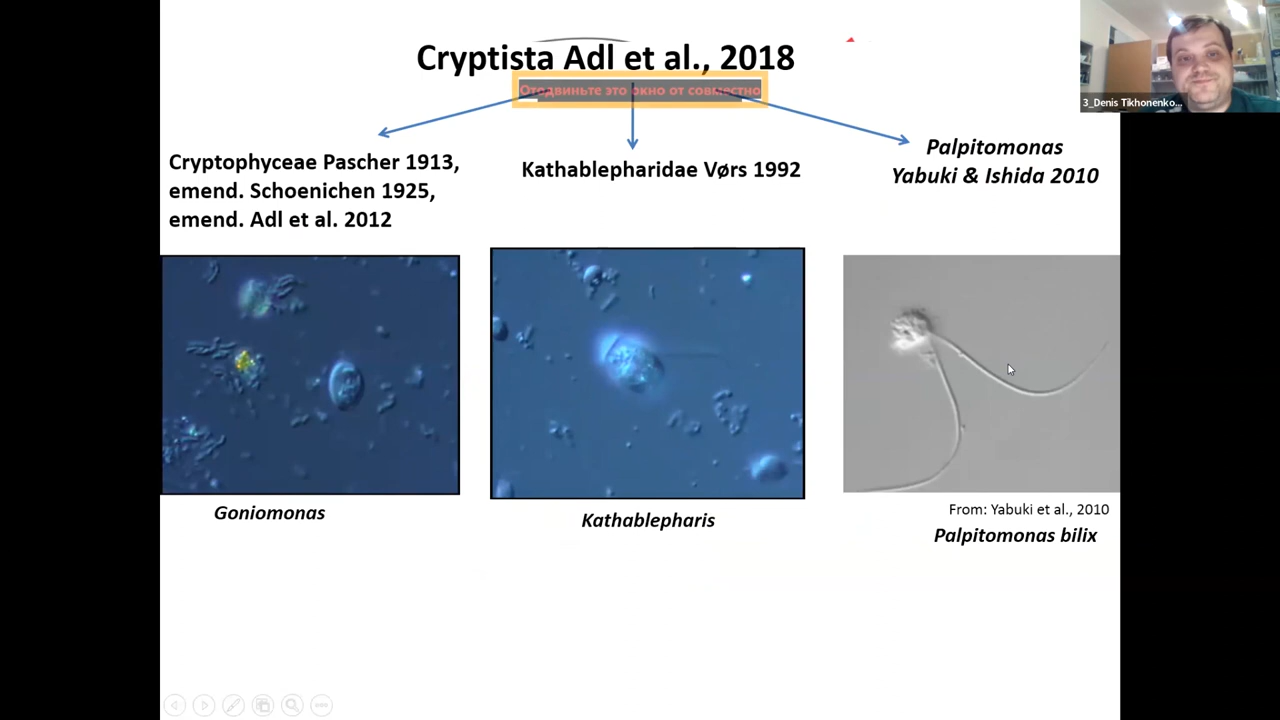 Cryptista Adl et al., 2018
Отодвиньте это окно от совместно
3_Denis Tikhonenko...
Cryptophyceae Pascher 1913,
emend. Schoenichen 1925,
emend. Adl et al. 2012
Kathablepharidae Vørs 1992
Palpitomonas
Yabuki & Ishida 2010
Goniomonas
Kathablepharis
From: Yabuki et al., 2010
Palpitomonas bilix